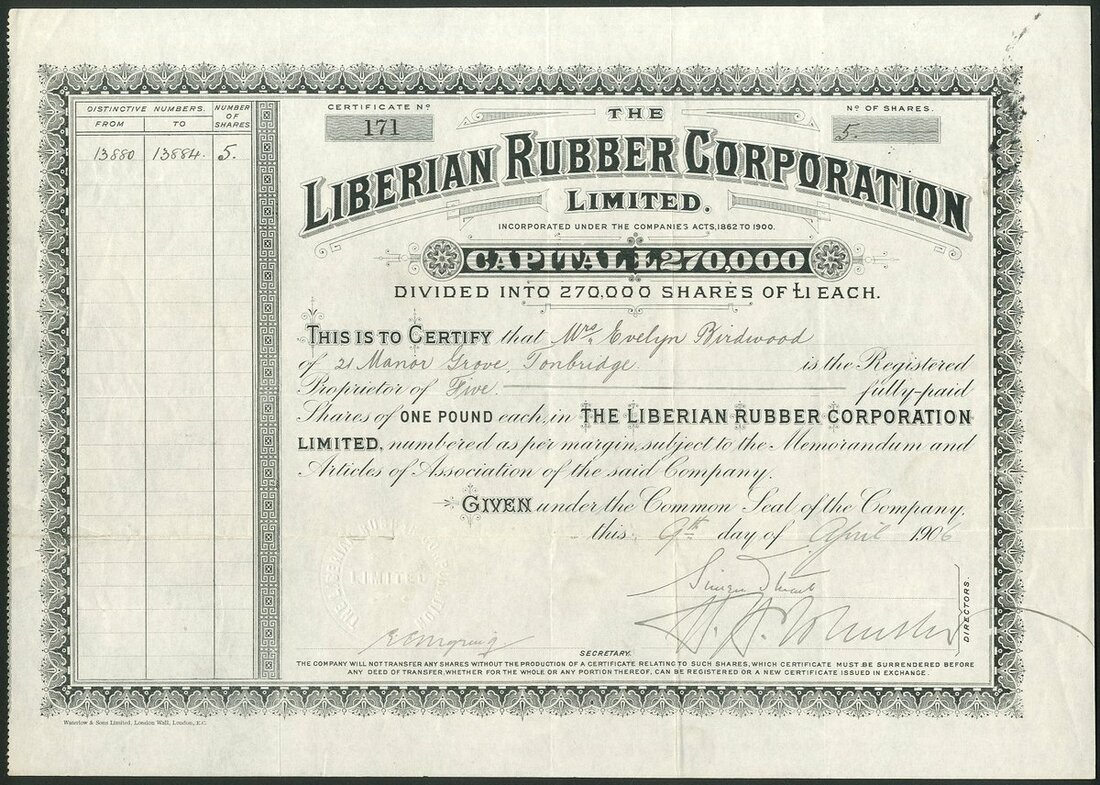 DISTINCTIVE NUMBERS. NUMBER OF SHARES
FROM TO
13880 13884. 5.
CERTIFICATE Nº
171
Nº OF SHARES.
5.
THE
LIBERIAN RUBBER CORPORATION
LIMITED.
INCORPORATED UNDER THE COMPANIES ACTS, 1862 TO 1900.
CAPITAL £270,000
DIVIDED INTO 270,000 SHARES OF £1 EACH.
THIS IS TO CERTIFY that Mrs. Evelyn Birdwood
of 21 Manor Grove, Tonbridge. is the Registered
Proprietor of Five. fully-paid
Shares of ONE POUND each, in THE LIBERIAN RUBBER CORPORATION
LIMITED, numbered as per margin, subject to the Memorandum and
Articles of Association of the said Company.
GIVEN under the Common Seal of the Company,
this 9th day of April 1906
DIRECTORS.
LIMITED
SECRETARY.
THE COMPANY WILL NOT TRANSFER ANY SHARES WITHOUT THE PRODUCTION OF A CERTIFICATE RELATING TO SUCH SHARES, WHICH CERTIFICATE MUST BE SURRENDERED BEFORE
ANY DEED OF TRANSFER, WHETHER FOR THE WHOLE OR ANY PORTION THEREOF, CAN BE REGISTERED OR A NEW CERTIFICATE ISSUED IN EXCHANGE.
Waterlow & Sons Limited, London Wall, London, E.C.